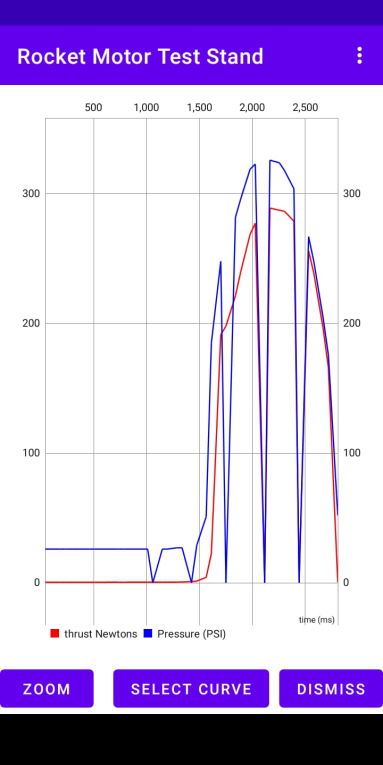 Rocket Motor Test Stand
500 1,000 1,500 2,000 2,500
300 300
200 200
100 100
0 0
time (ms)
thrust Newtons Pressure (PSI)
ZOOM SELECT CURVE DISMISS